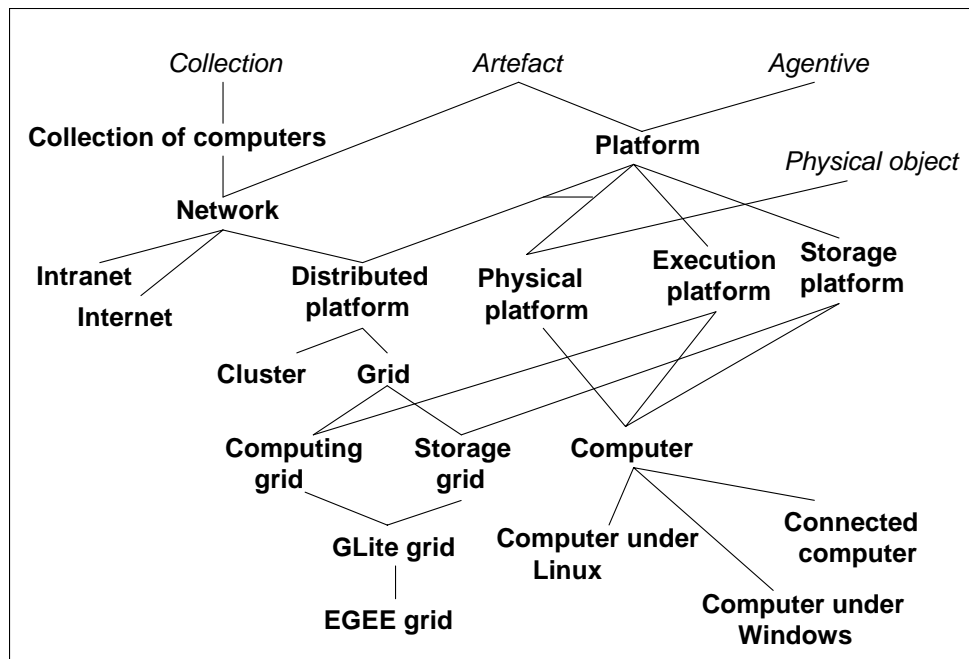 Collection
Artefact
Agentive
Collection of computers
Platform
Physical object
Network
Intranet
Internet
Distributed
platform
Physical
platform
Execution
platform
Storage
platform
Cluster
Grid
Computing
grid
Storage
grid
Computer
GLite grid
EGEE grid
Computer under
Linux
Connected
computer
Computer under
Windows